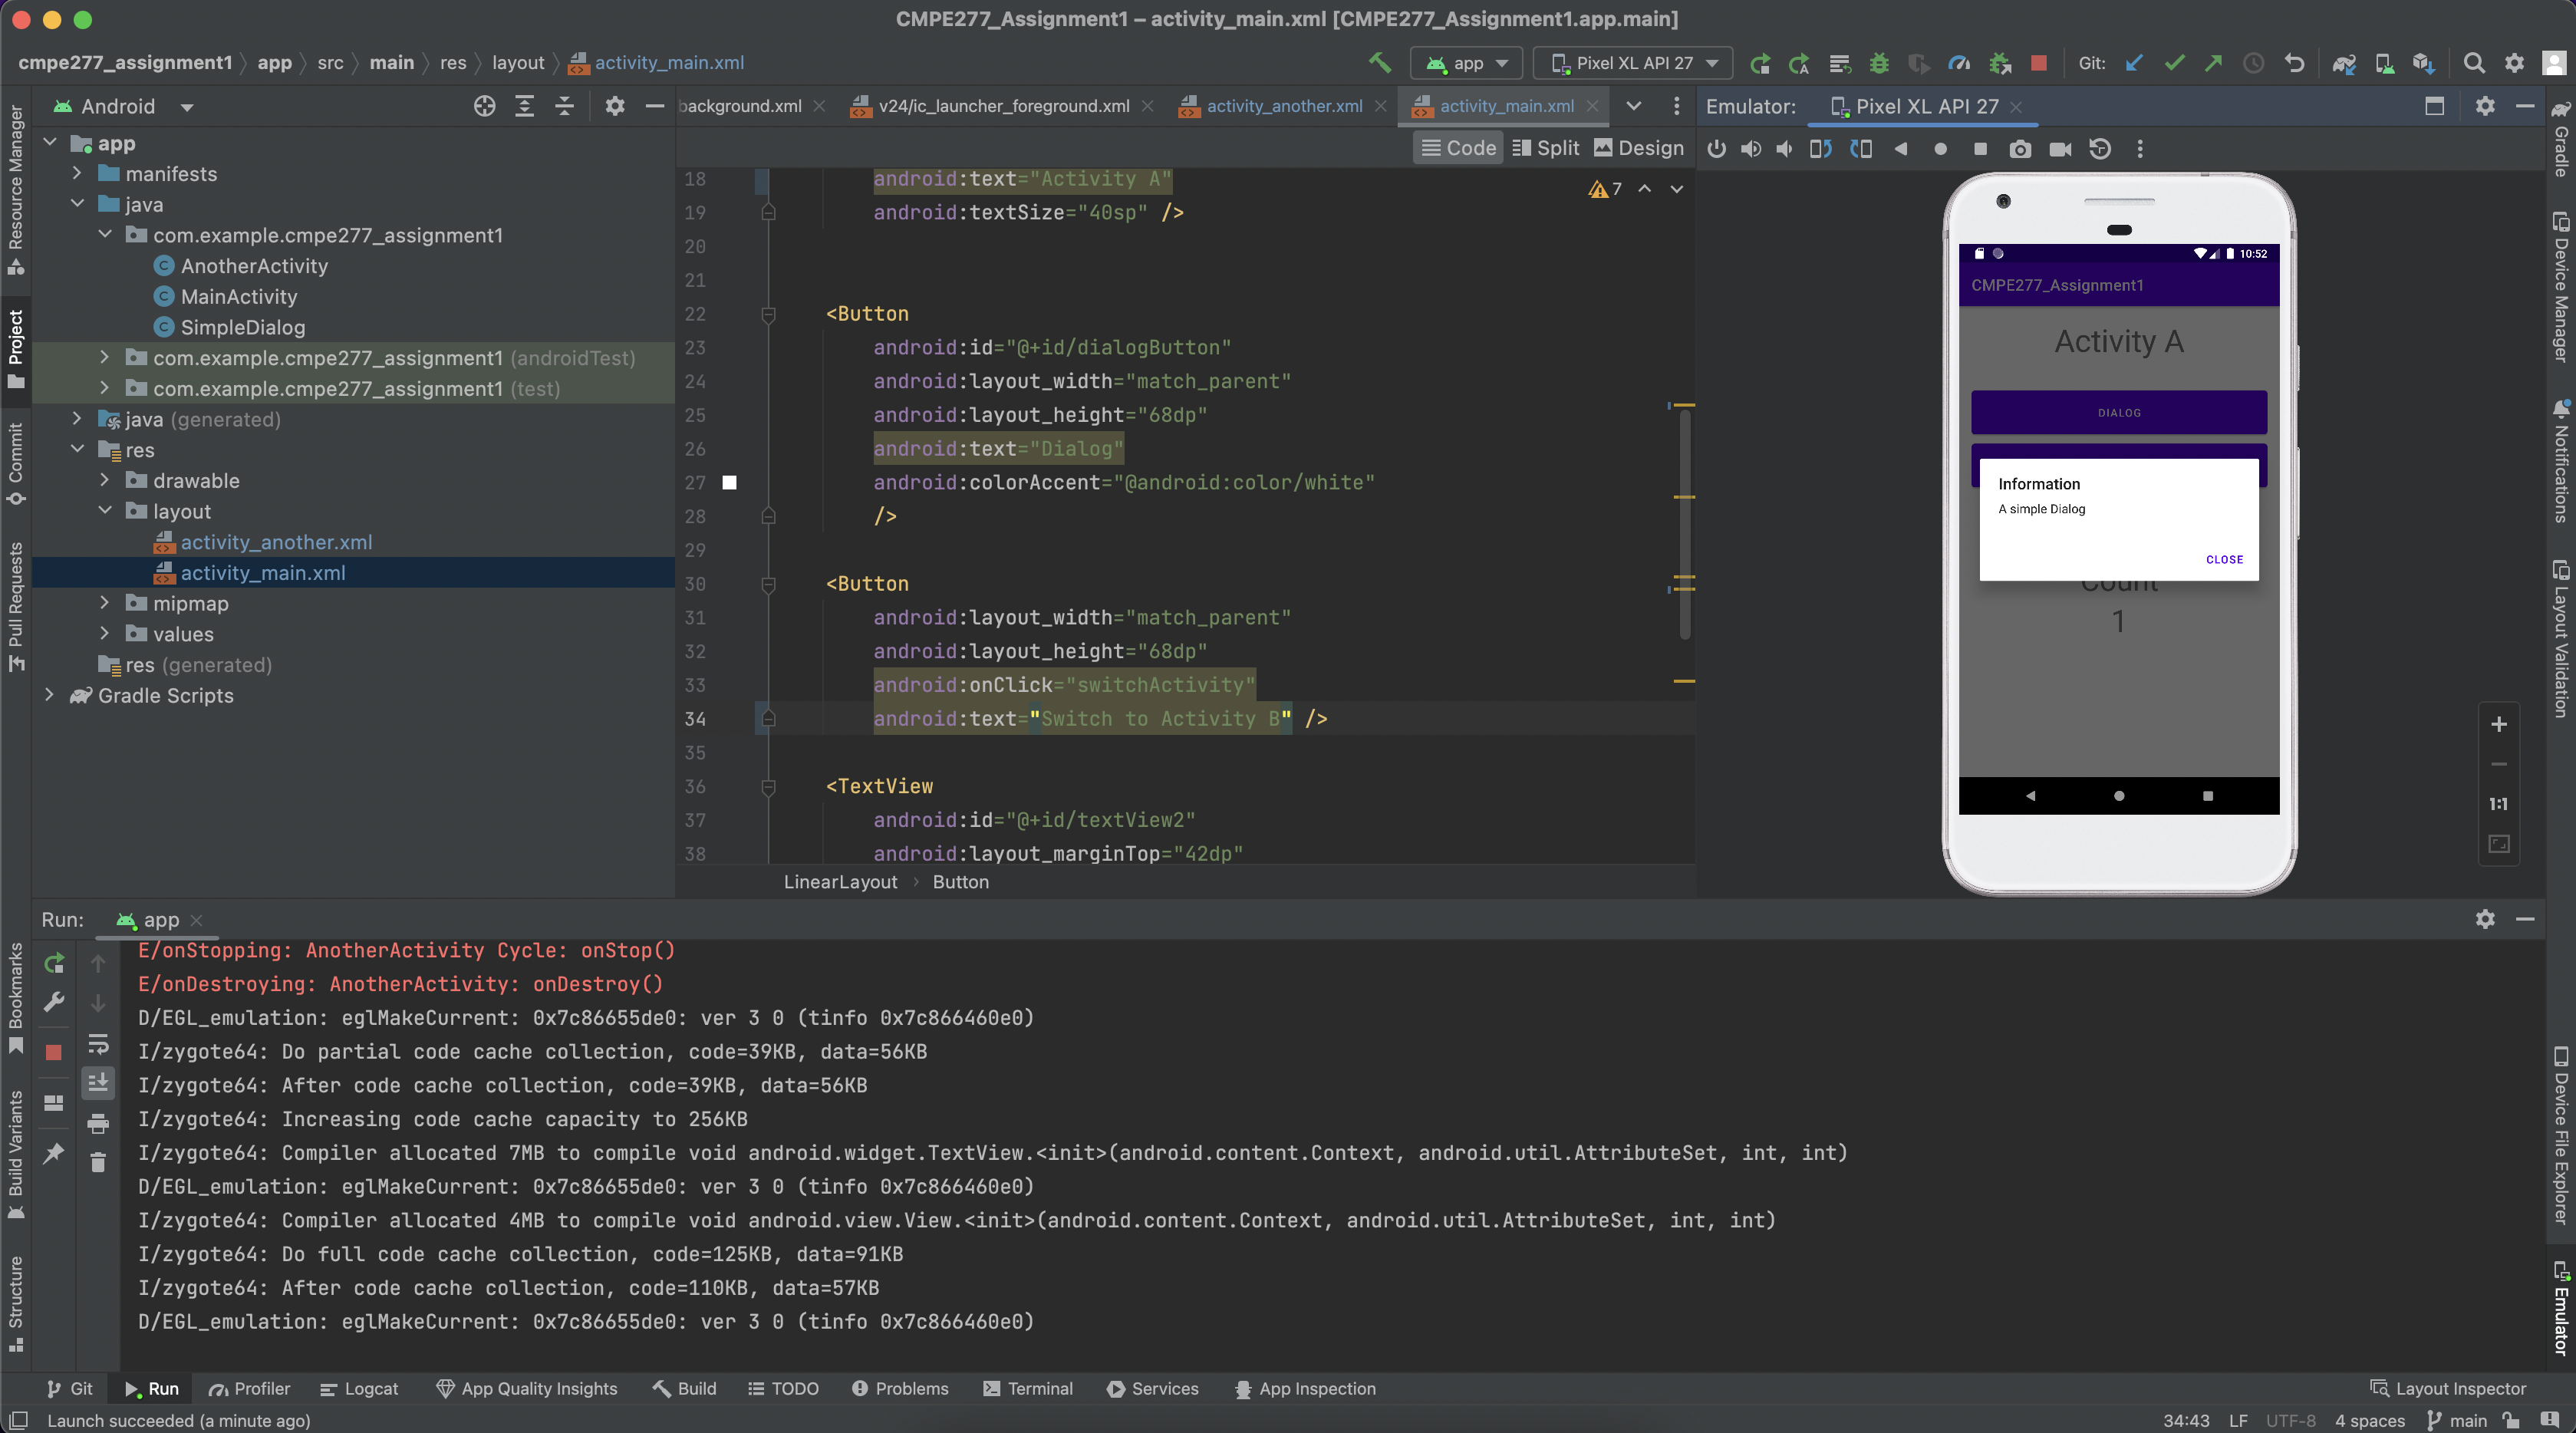 CMPE277_Assignment1 – activity_main.xml [CMPE277_Assignment1.app.main]
cmpe277_assignment1 app src main res layout activity_main.xml
app Pixel XL API 27 Git:
Android
background.xml v24/ic_launcher_foreground.xml activity_another.xml activity_main.xml
Emulator: Pixel XL API 27
Code Split Design
Resource Manager
Project
Commit
Pull Requests
Bookmarks
Build Variants
Structure
app
manifests
java
com.example.cmpe277_assignment1
AnotherActivity
MainActivity
SimpleDialog
com.example.cmpe277_assignment1 (androidTest)
com.example.cmpe277_assignment1 (test)
java (generated)
res
drawable
layout
activity_another.xml
activity_main.xml
mipmap
values
res (generated)
Gradle Scripts
7
18 android:text="Activity A"
19 android:textSize="40sp" />
20
21
22 <Button
23 android:id="@+id/dialogButton"
24 android:layout_width="match_parent"
25 android:layout_height="68dp"
26 android:text="Dialog"
27 android:colorAccent="@android:color/white"
28 />
29
30 <Button
31 android:layout_width="match_parent"
32 android:layout_height="68dp"
33 android:onClick="switchActivity"
34 android:text="Switch to Activity B" />
35
36 <TextView
37 android:id="@+id/textView2"
38 android:layout_marginTop="42dp"
LinearLayout Button
10:52
CMPE277_Assignment1
Activity A
DIALOG
Information
A simple Dialog
CLOSE
Count
1
1:1
Gradle
Device Manager
Notifications
Layout Validation
Device File Explorer
Emulator
Run: app
E/onStopping: AnotherActivity Cycle: onStop()
E/onDestroying: AnotherActivity: onDestroy()
D/EGL_emulation: eglMakeCurrent: 0x7c86655de0: ver 3 0 (tinfo 0x7c866460e0)
I/zygote64: Do partial code cache collection, code=39KB, data=56KB
I/zygote64: After code cache collection, code=39KB, data=56KB
I/zygote64: Increasing code cache capacity to 256KB
I/zygote64: Compiler allocated 7MB to compile void android.widget.TextView.<init>(android.content.Context, android.util.AttributeSet, int, int)
D/EGL_emulation: eglMakeCurrent: 0x7c86655de0: ver 3 0 (tinfo 0x7c866460e0)
I/zygote64: Compiler allocated 4MB to compile void android.view.View.<init>(android.content.Context, android.util.AttributeSet, int, int)
I/zygote64: Do full code cache collection, code=125KB, data=91KB
I/zygote64: After code cache collection, code=110KB, data=57KB
D/EGL_emulation: eglMakeCurrent: 0x7c86655de0: ver 3 0 (tinfo 0x7c866460e0)
Git Run Profiler Logcat App Quality Insights Build TODO Problems Terminal Services App Inspection Layout Inspector
Launch succeeded (a minute ago) 34:43 LF UTF-8 4 spaces main